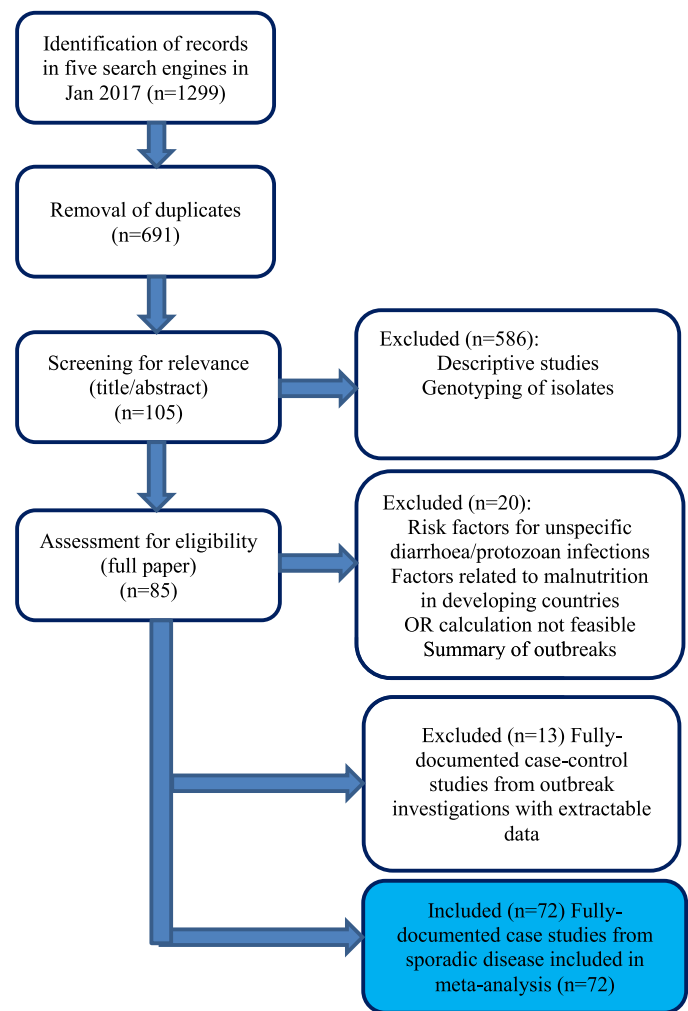 Identification of records
in five search engines in
Jan 2017 (n=1299)
Removal of duplicates
(n=691)
Screening for relevance
(title/abstract)
(n=105)
Excluded (n=586):
Descriptive studies
Genotyping of isolates
Assessment for eligibility
(full paper)
(n=85)
Excluded (n=20):
Risk factors for unspecific
diarrhoea/protozoan infections
Factors related to malnutrition
in developing countries
OR calculation not feasible
Summary of outbreaks
Excluded (n=13) Fully-
documented case-control
studies from outbreak
investigations with extractable
data
Included (n=72) Fully-
documented case studies from
sporadic disease included in
meta-analysis (n=72)